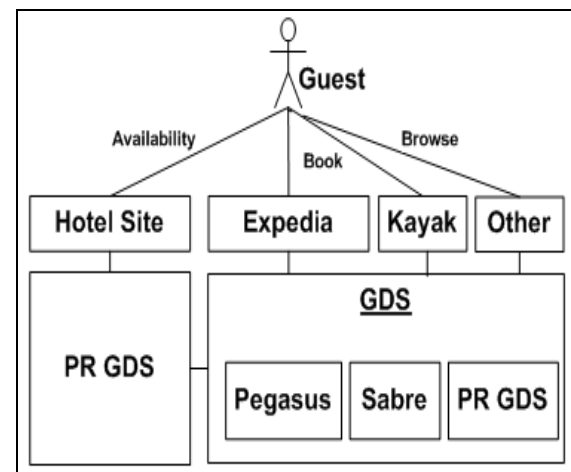 Guest
Availability
Book
Browse
Hotel Site
Expedia
Kayak
Other
PR GDS
GDS
Pegasus
Sabre
PR GDS